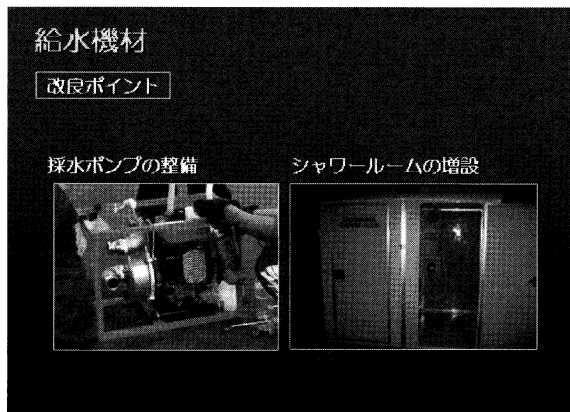 給水機材
改良ポイント
採水ポンプの整備
シャワールームの増設